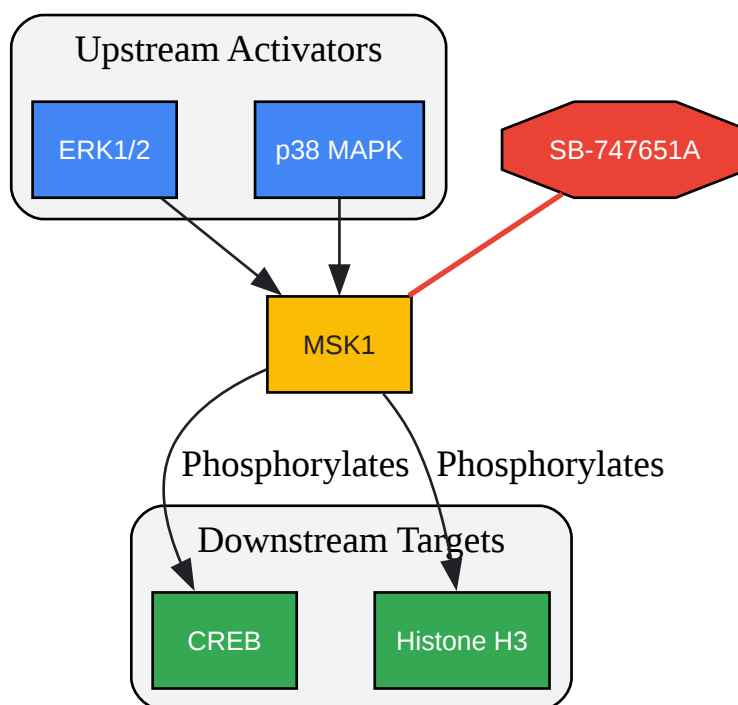 Upstream Activators
ERK1/2
p38 MAPK
SB-747651A
MSK1
Phosphorylates
Phosphorylates
Downstream Targets
CREB
Histone H3